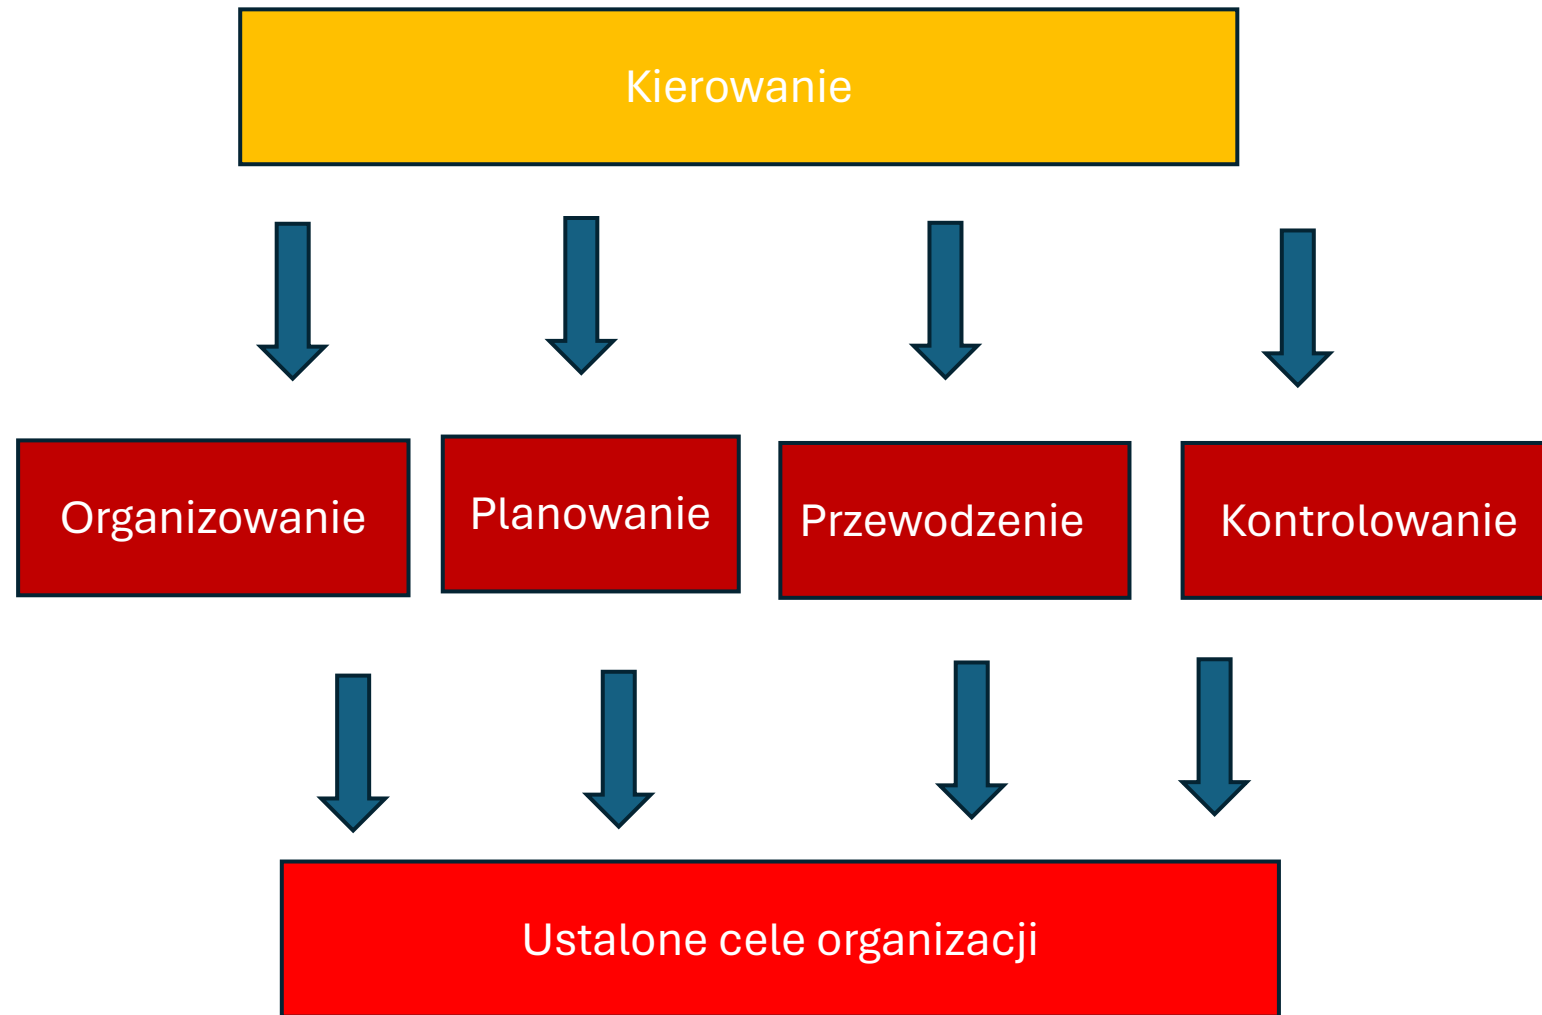 Kierowanie
Organizowanie
Planowanie
Przewodzenie
Kontrolowanie
Ustalone cele organizacji